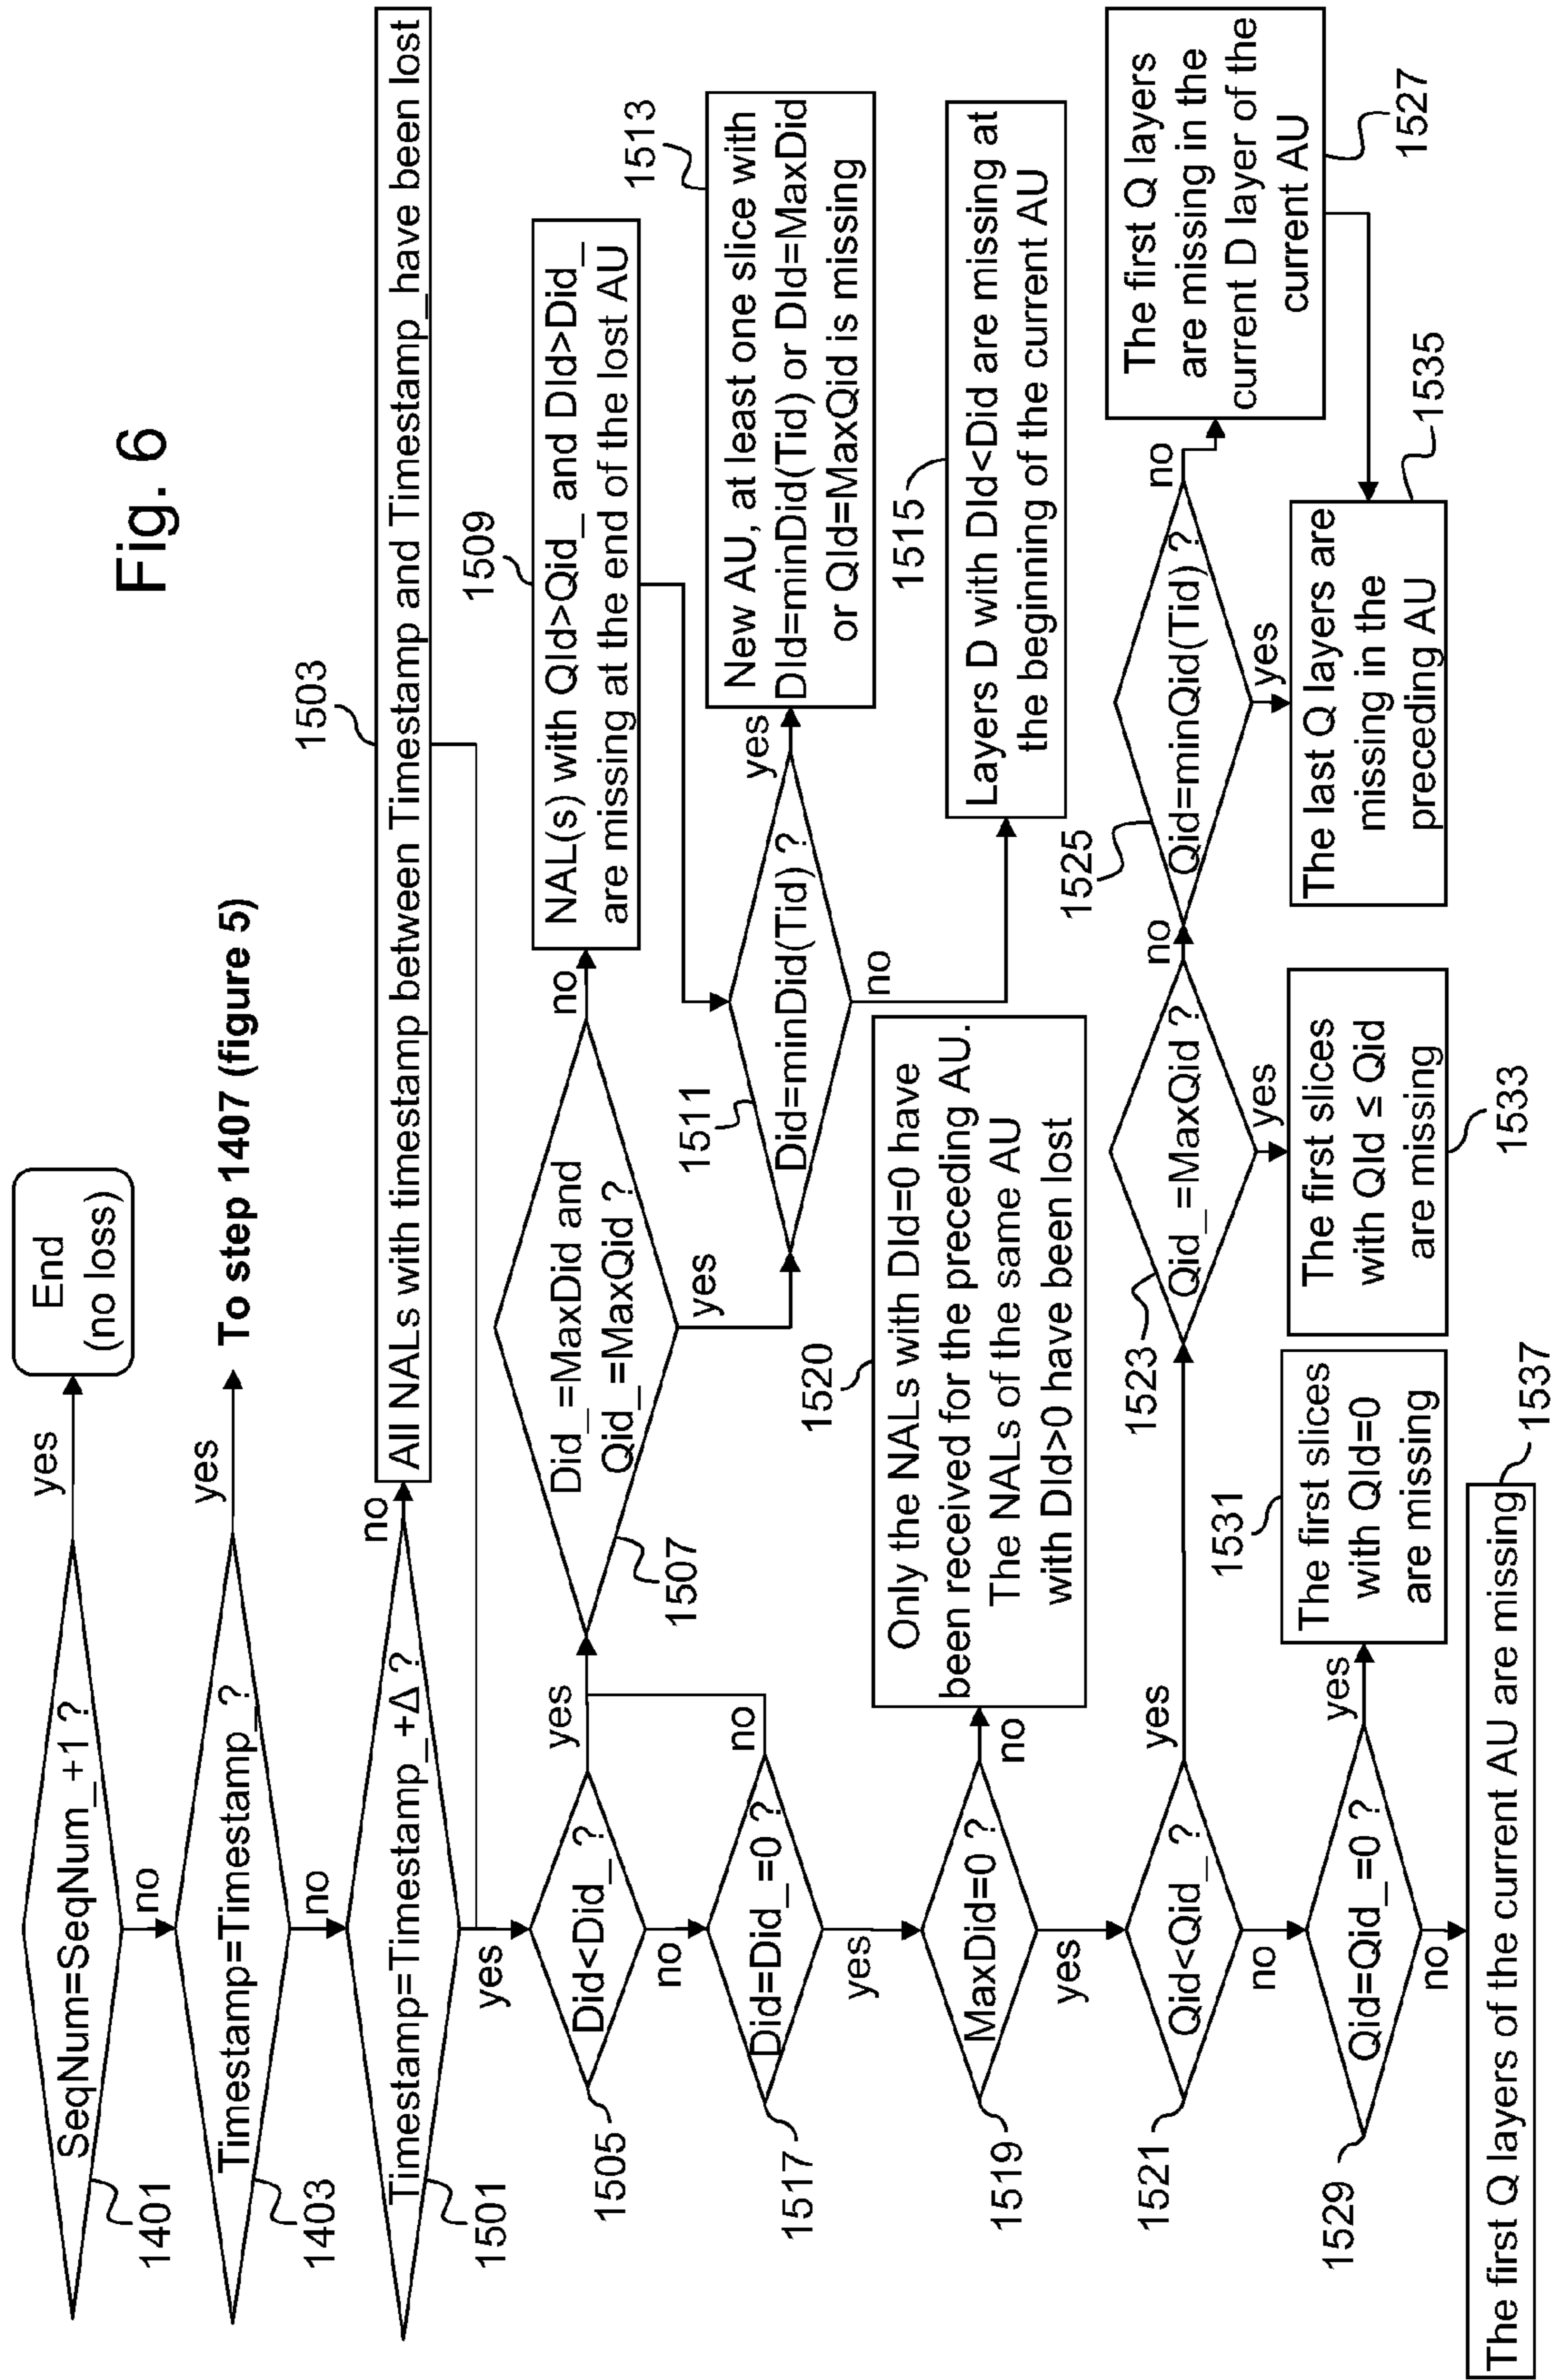 Fig. 6
SeqNum=SeqNum_+1 ?
1401
yes
End
(no loss)
no
Timestamp=Timestamp_?
1403
yes
To step 1407 (figure 5)
no
Timestamp=Timestamp_+Δ ?
1501
no
All NALs with timestamp between Timestamp and Timestamp_have been lost
1503
yes
Did<Did_ ?
1505
yes
Did_=MaxDid and
Qid_=MaxQid ?
1507
no
NAL(s) with QId>Qid_ and DId>Did_
are missing at the end of the lost AU
1509
yes
Did=minDid(Tid) ?
1511
yes
New AU, at least one slice with
DId=minDid(Tid) or DId=MaxDid
or QId=MaxQid is missing
1513
no
Layers D with DId<Did are missing at
the beginning of the current AU
1515
no
Did=Did_=0 ?
1517
no
yes
MaxDid=0 ?
1519
no
Only the NALs with DId=0 have
been received for the preceding AU.
The NALs of the same AU
with DId>0 have been lost
1520
yes
Qid<Qid_ ?
1521
yes
Qid_=MaxQid ?
1523
yes
The first slices
with QId ≤ Qid
are missing
1533
no
Qid=minQid(Tid) ?
1525
no
The first Q layers
are missing in the
current D layer of the
current AU
1527
yes
The last Q layers are
missing in the
preceding AU
1535
no
Qid=Qid_=0 ?
1529
yes
The first slices
with QId=0
are missing
1531
no
The first Q layers of the current AU are missing
1537